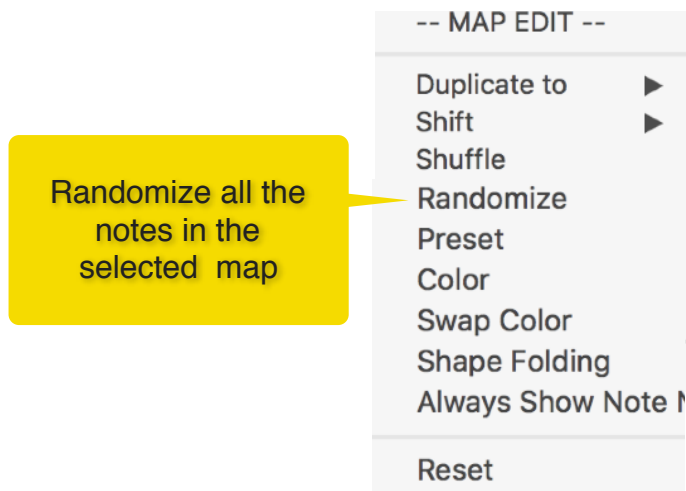 -- MAP EDIT --
Duplicate to
Shift
Shuffle
Randomize all the
notes in the
selected map
Randomize
Preset
Color
Swap Color
Shape Folding
Always Show Note
Reset